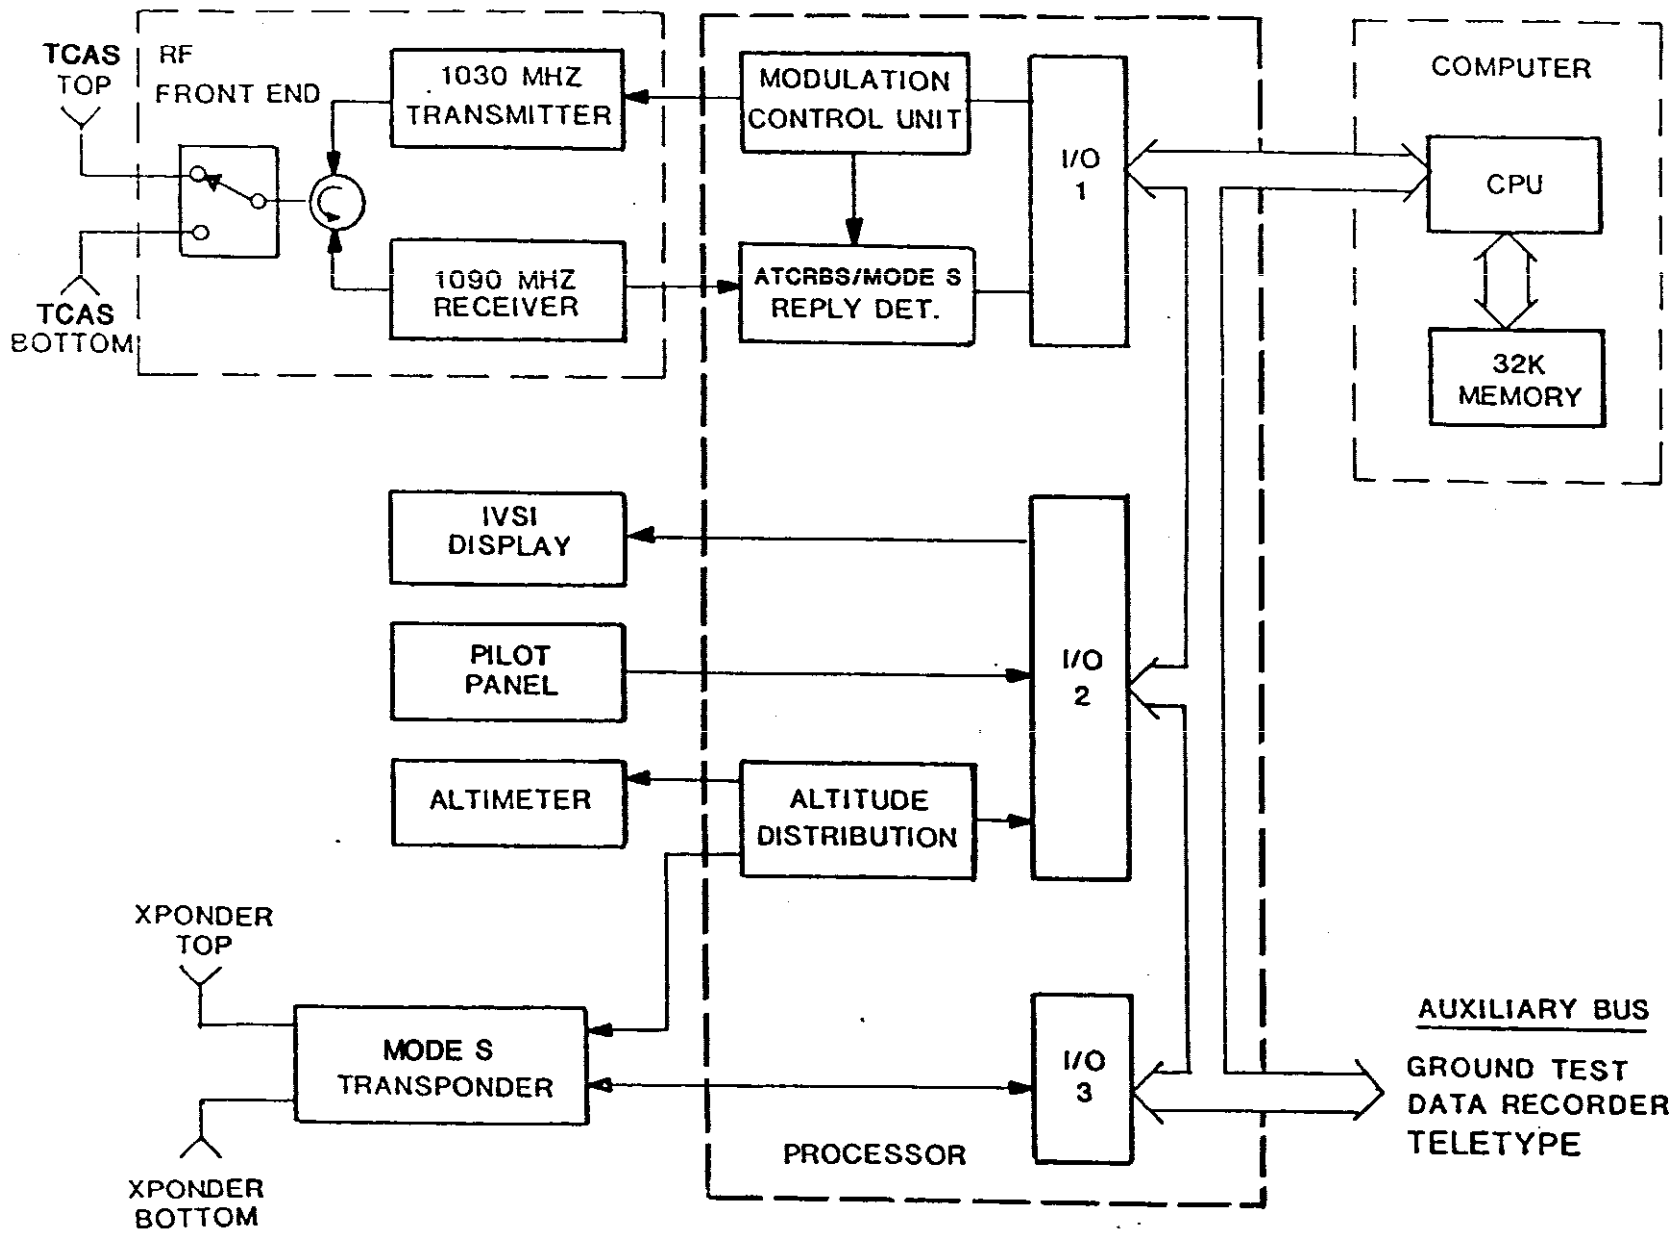 TCAS
TOP
RF
FRONT END
1030 MHZ
TRANSMITTER
MODULATION
CONTROL UNIT
I/O
1
COMPUTER
CPU
1090 MHZ
RECEIVER
ATCRBS/MODE S
REPLY DET.
TCAS
BOTTOM
32K
MEMORY
IVSI
DISPLAY
PILOT
PANEL
I/O
2
ALTIMETER
ALTITUDE
DISTRIBUTION
XPONDER
TOP
MODE S
TRANSPONDER
I/O
3
AUXILIARY BUS
GROUND TEST
DATA RECORDER
TELETYPE
PROCESSOR
XPONDER
BOTTOM